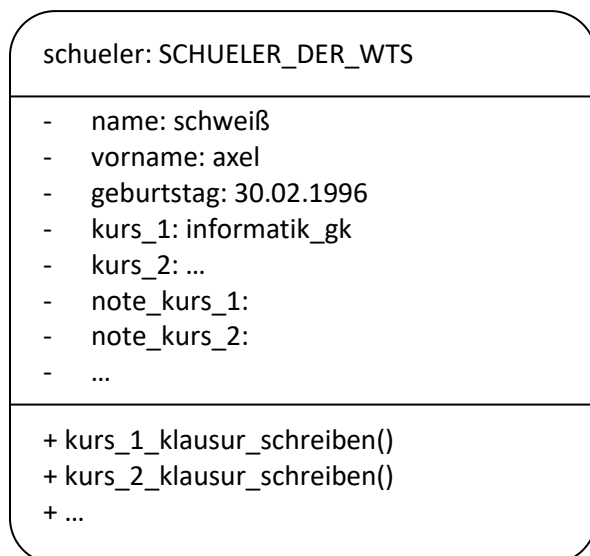 schueler: SCHUELER_DER_WTS
- name: schweiß
- vorname: axel
- geburtstag: 30.02.1996
- kurs_1: informatik_gk
- kurs_2: …
- note_kurs_1:
- note_kurs_2:
- …
+ kurs_1_klausur_schreiben()
+ kurs_2_klausur_schreiben()
+ …